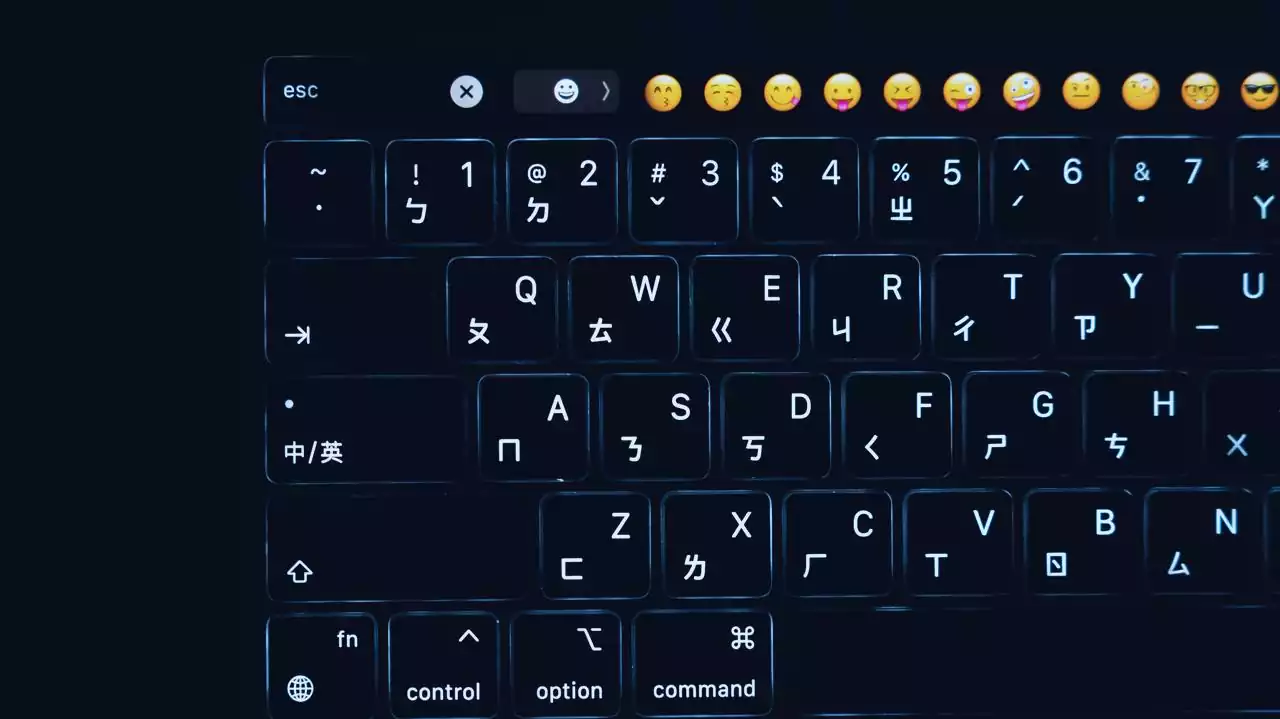 esc
~ ! 1 @ 2 # 3 $ 4 % 5 ^ 6 & 7 *
˙ ㄅ ㄉ ˇ ˋ ㄓ ˊ ˙ ㄚ
Q W E R T Y U
ㄆ ㄊ ㄍ ㄐ ㄔ ㄗ ㄧ
A S D F G H
中/英 ㄇ ㄋ ㄎ ㄑ ㄕ ㄘ ㄨ
Z X C V B N
ㄈ ㄌ ㄏ ㄒ ㄖ ㄙ
fn ^ ⌥ ⌘
control option command